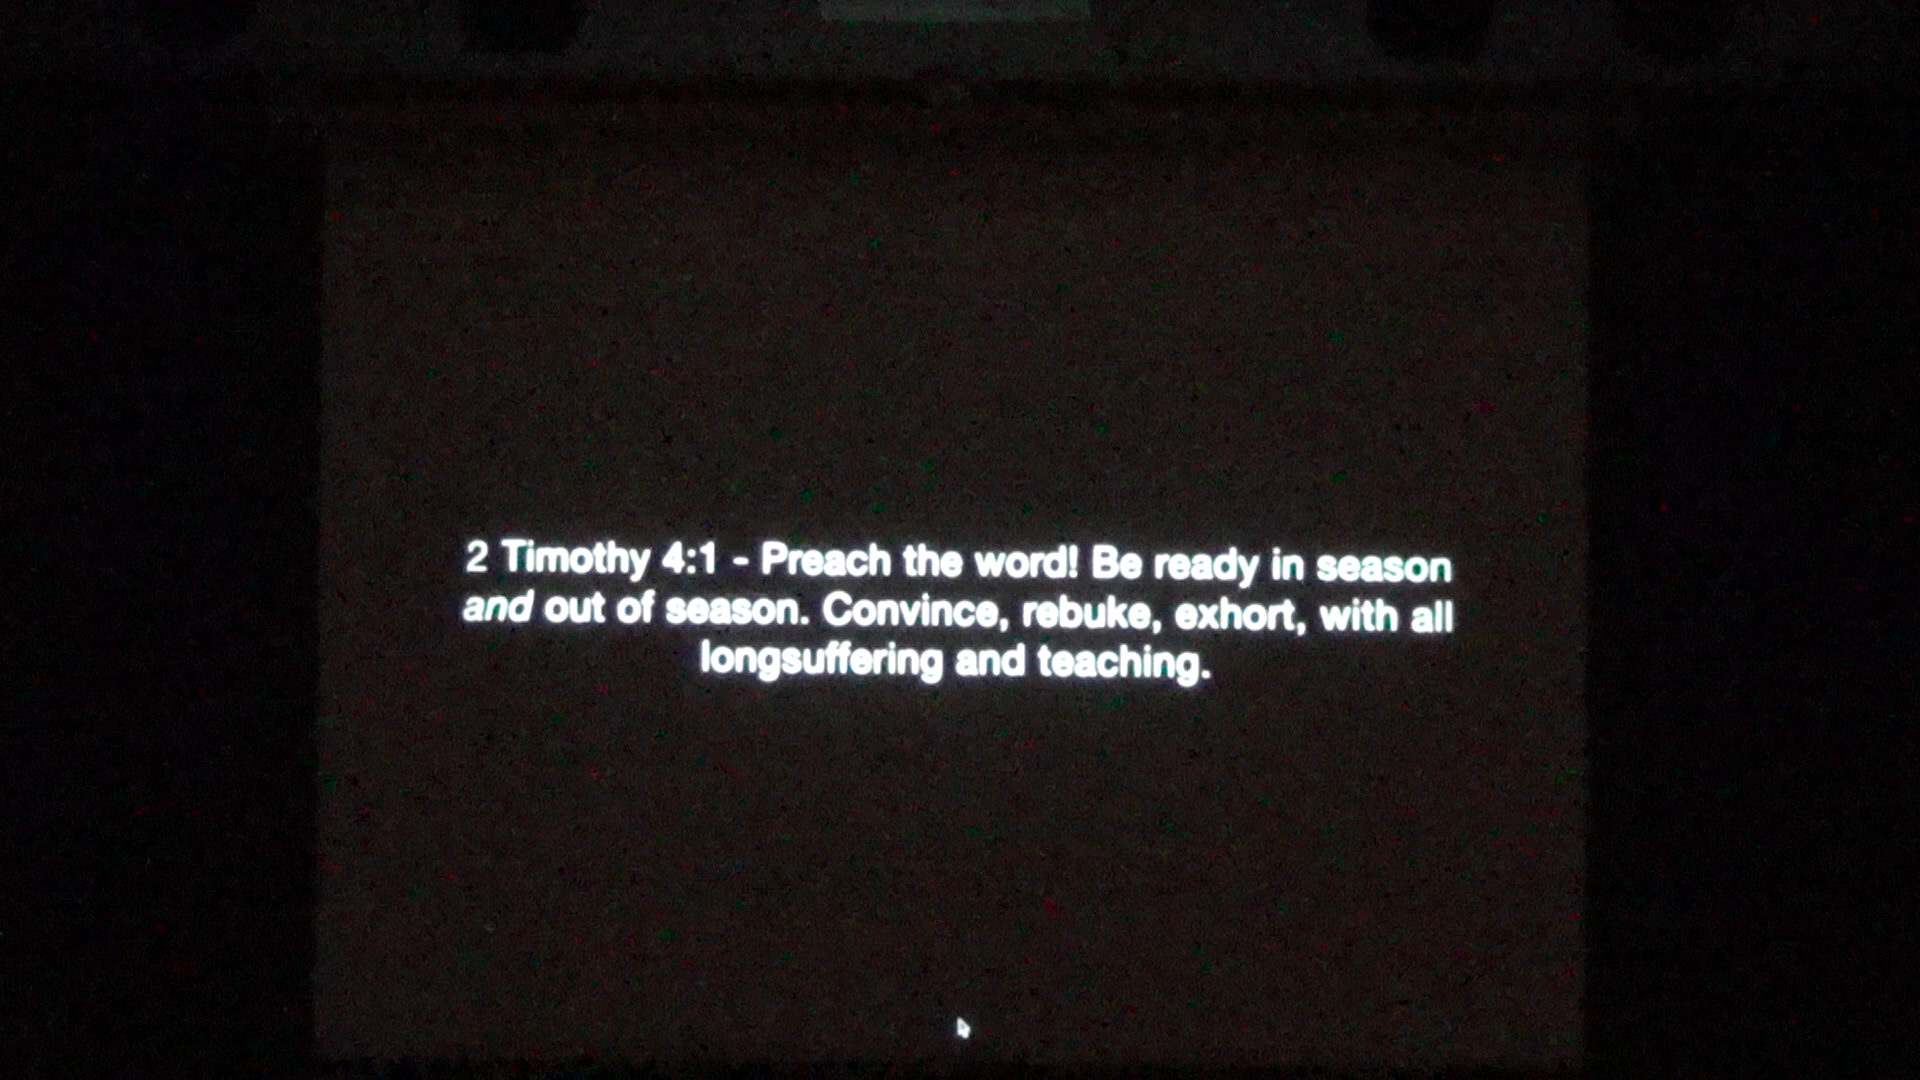 2 Timothy 4:1 - Preach the word! Be ready in season
and out of season. Convince, rebuke, exhort, with all
longsuffering and teaching.